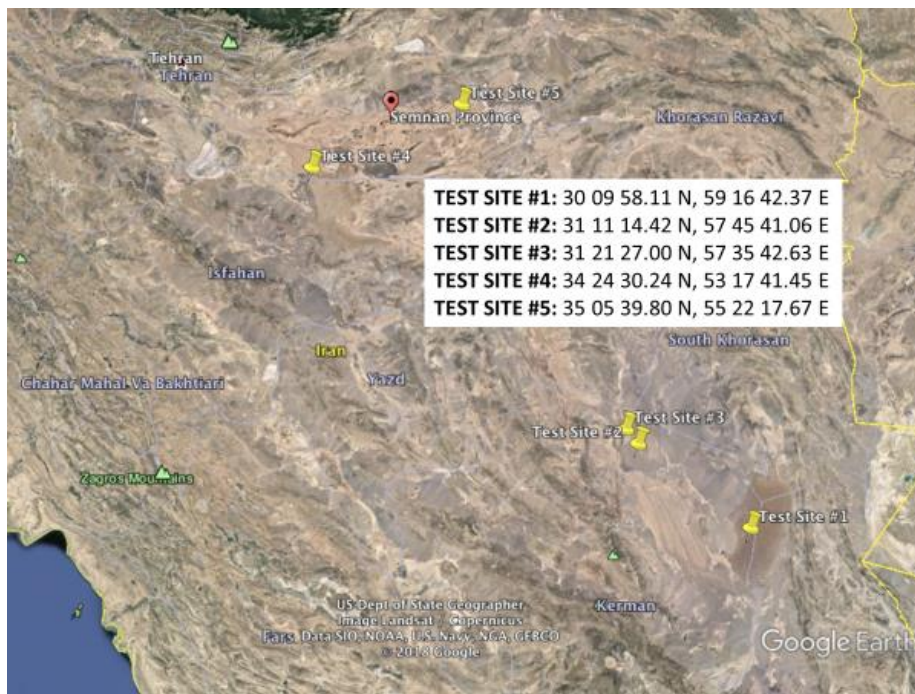 Tehran
Tehran
Test Site #5
Semnan Province
Khorasan Razavi
Test Site #4
TEST SITE #1: 30 09 58.11 N, 59 16 42.37 E
TEST SITE #2: 31 11 14.42 N, 57 45 41.06 E
TEST SITE #3: 31 21 27.00 N, 57 35 42.63 E
TEST SITE #4: 34 24 30.24 N, 53 17 41.45 E
TEST SITE #5: 35 05 39.80 N, 55 22 17.67 E
Isfahan
South Khorasan
Iran
Yazd
Chahar Mahal Va Bakhtiari
Test Site #3
Test Site #2
Zagros Mountains
Test Site #1
Kerman
US Dept of State Geographer
Image Landsat / Copernicus
Fars
Data SIO, NOAA, U.S. Navy, NGA, GEBCO
© 2018 Google
Google Earth